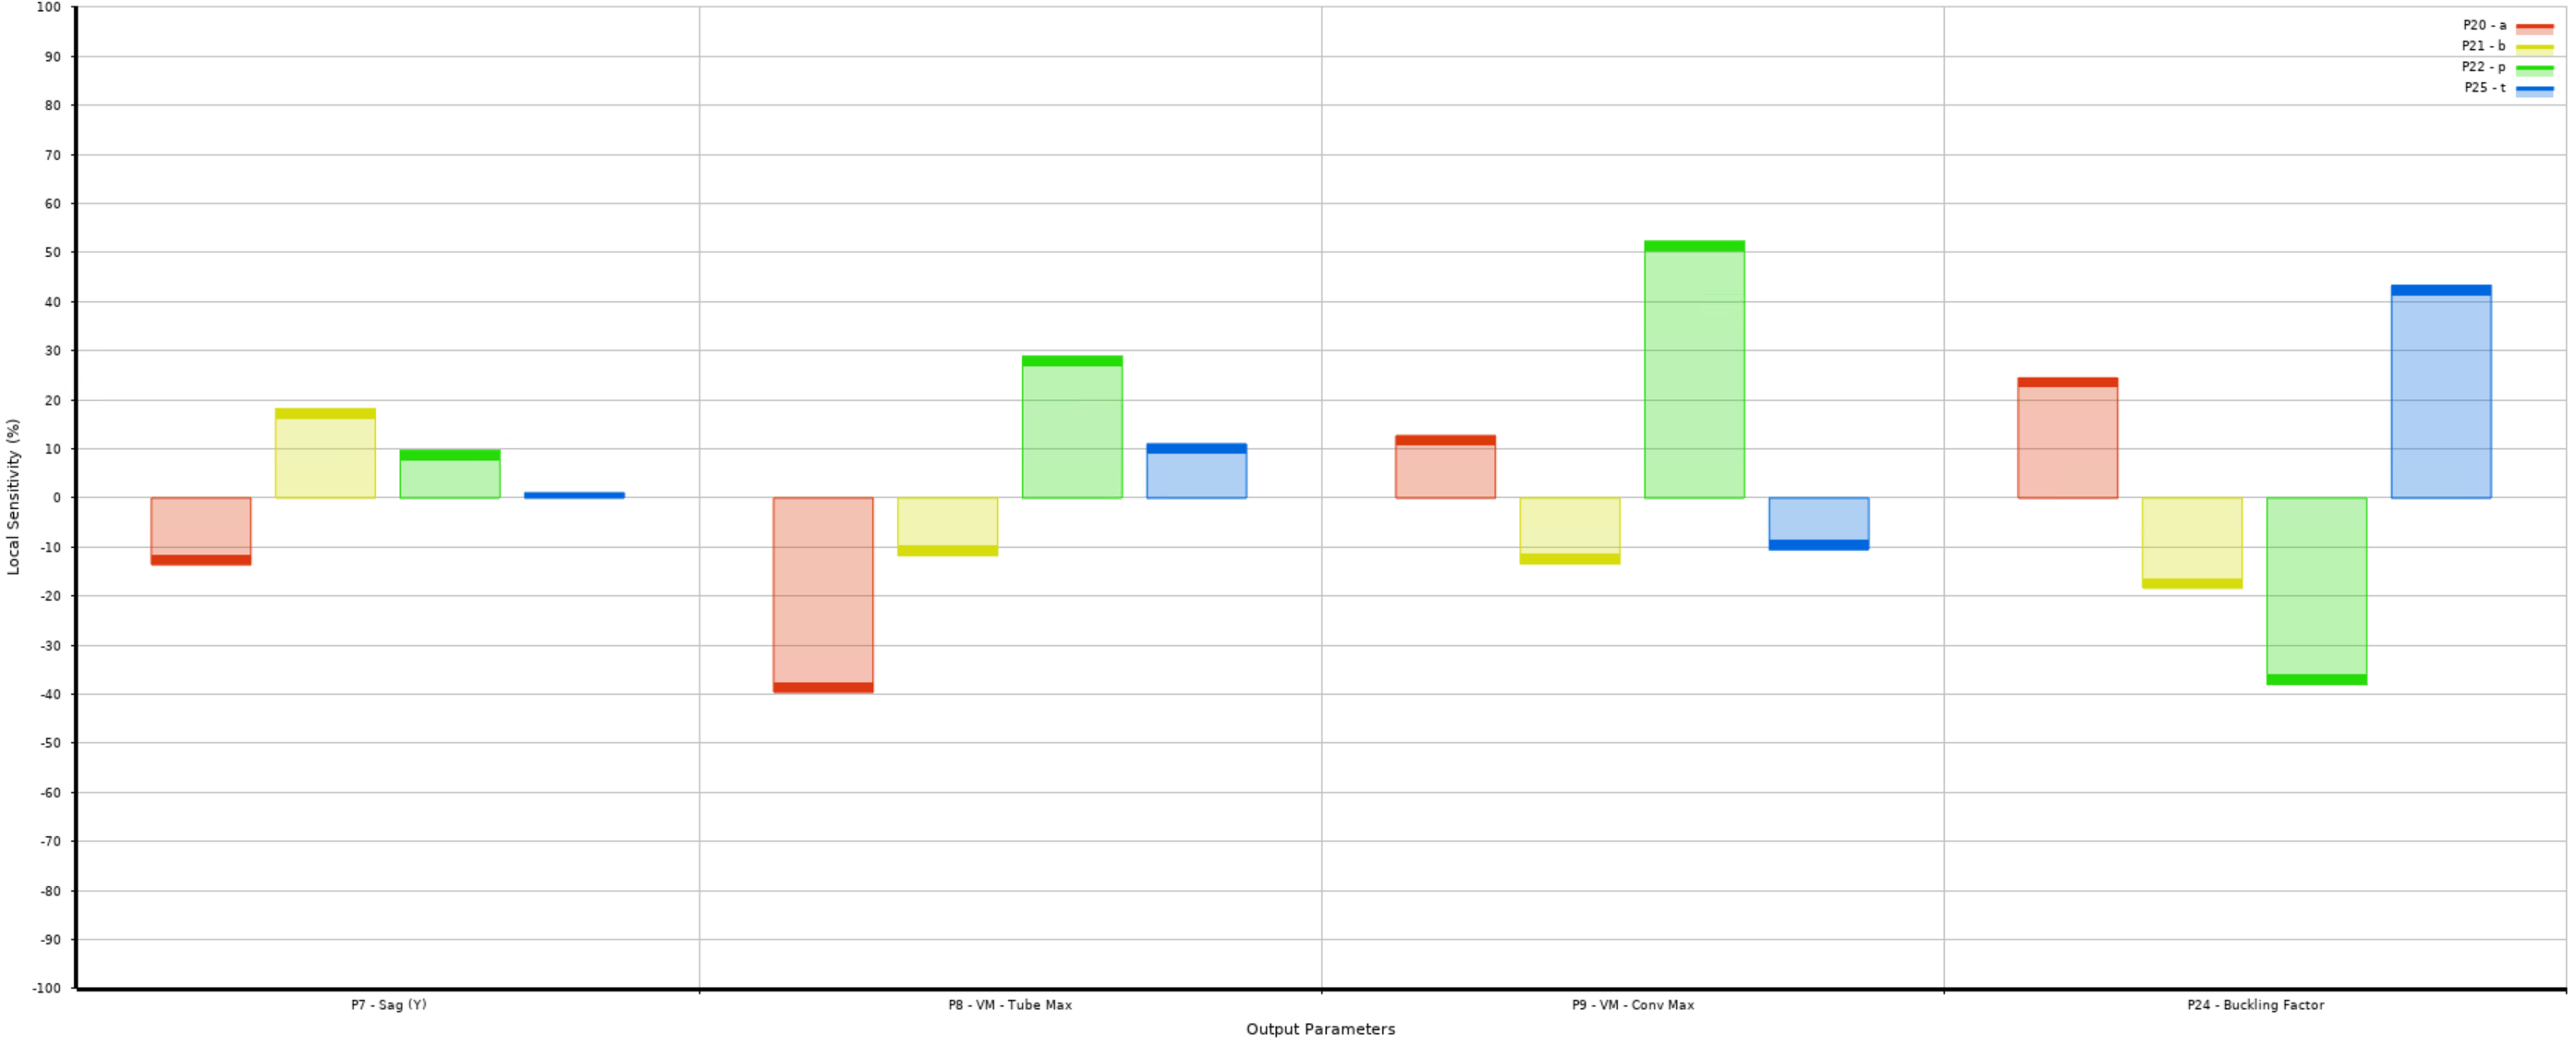 100
90
80
70
60
50
40
30
20
10
0
-10
-20
-30
-40
-50
-60
-70
-80
-90
-100
Local Sensitivity (%)
P20 - a
P21 - b
P22 - p
P25 - t
P7 - Sag (Y)
P8 - VM - Tube Max
P9 - VM - Conv Max
P24 - Buckling Factor
Output Parameters